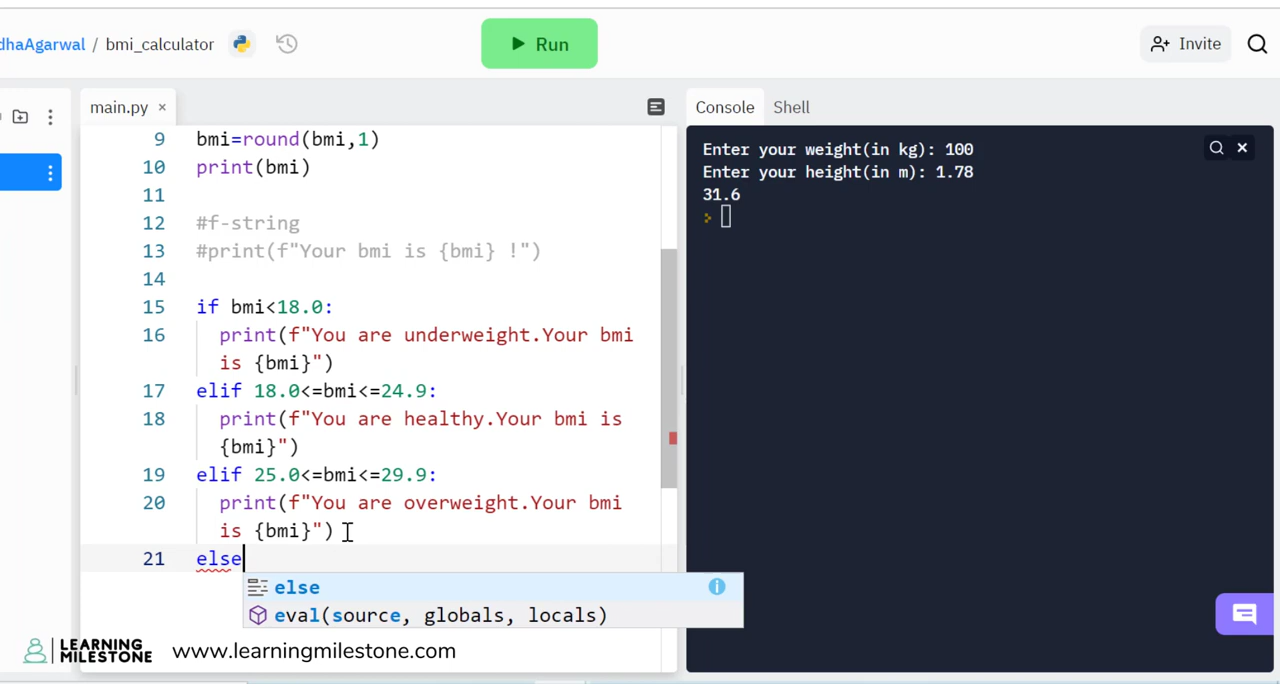 dhaAgarwal / bmi_calculator
Run
Invite
main.py ×
Console Shell
9 bmi=round(bmi,1)
10 print(bmi)
11
12 #f-string
13 #print(f"Your bmi is {bmi} !")
14
15 if bmi<18.0:
16 print(f"You are underweight.Your bmi
is {bmi}")
17 elif 18.0<=bmi<=24.9:
18 print(f"You are healthy.Your bmi is
{bmi}")
19 elif 25.0<=bmi<=29.9:
20 print(f"You are overweight.Your bmi
is {bmi}")
21 else
else
eval(source, globals, locals)
Enter your weight(in kg): 100
Enter your height(in m): 1.78
31.6
LEARNING
MILESTONE
www.learningmilestone.com